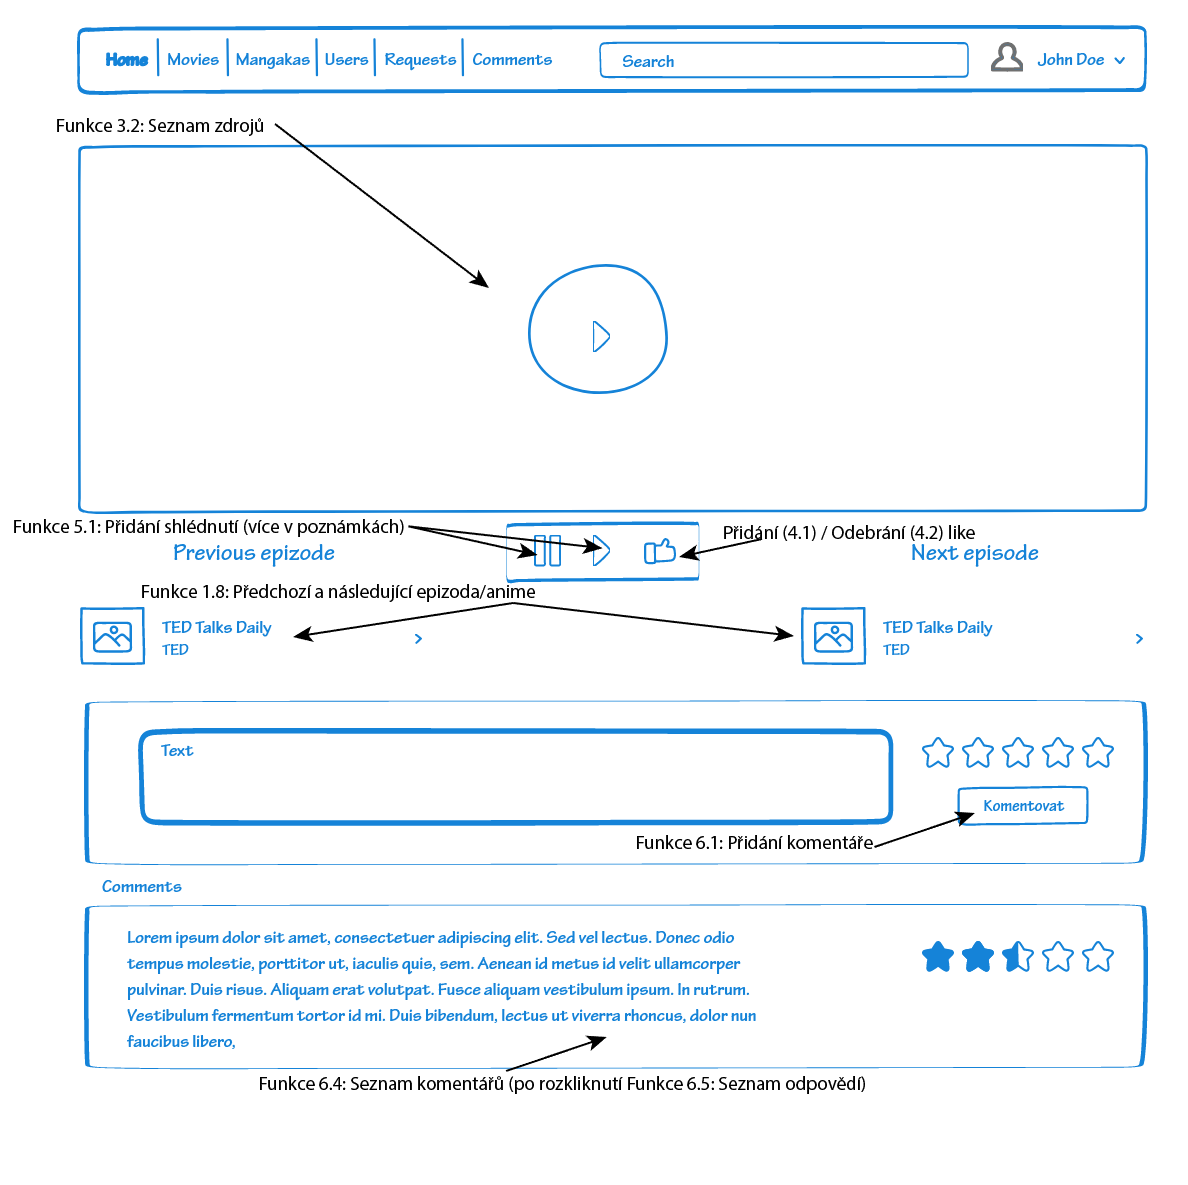 Home Movies Mangakas Users Requests Comments Search John Doe
Funkce 3.2: Seznam zdrojů
Funkce 5.1: Přidání shlédnutí (více v poznámkách)
Přidání (4.1) / Odebrání (4.2) like
Previous epizode
Next episode
Funkce 1.8: Předchozí a následující epizoda/anime
TED Talks Daily
TED
TED Talks Daily
TED
Text
Komentovat
Funkce 6.1: Přidání komentáře
Comments
Lorem ipsum dolor sit amet, consectetuer adipiscing elit. Sed vel lectus. Donec odio
tempus molestie, porttitor ut, iaculis quis, sem. Aenean id metus id velit ullamcorper
pulvinar. Duis risus. Aliquam erat volutpat. Fusce aliquam vestibulum ipsum. In rutrum.
Vestibulum fermentum tortor id mi. Duis bibendum, lectus ut viverra rhoncus, dolor nun
faucibus libero,
Funkce 6.4: Seznam komentářů (po rozkliknutí Funkce 6.5: Seznam odpovědí)